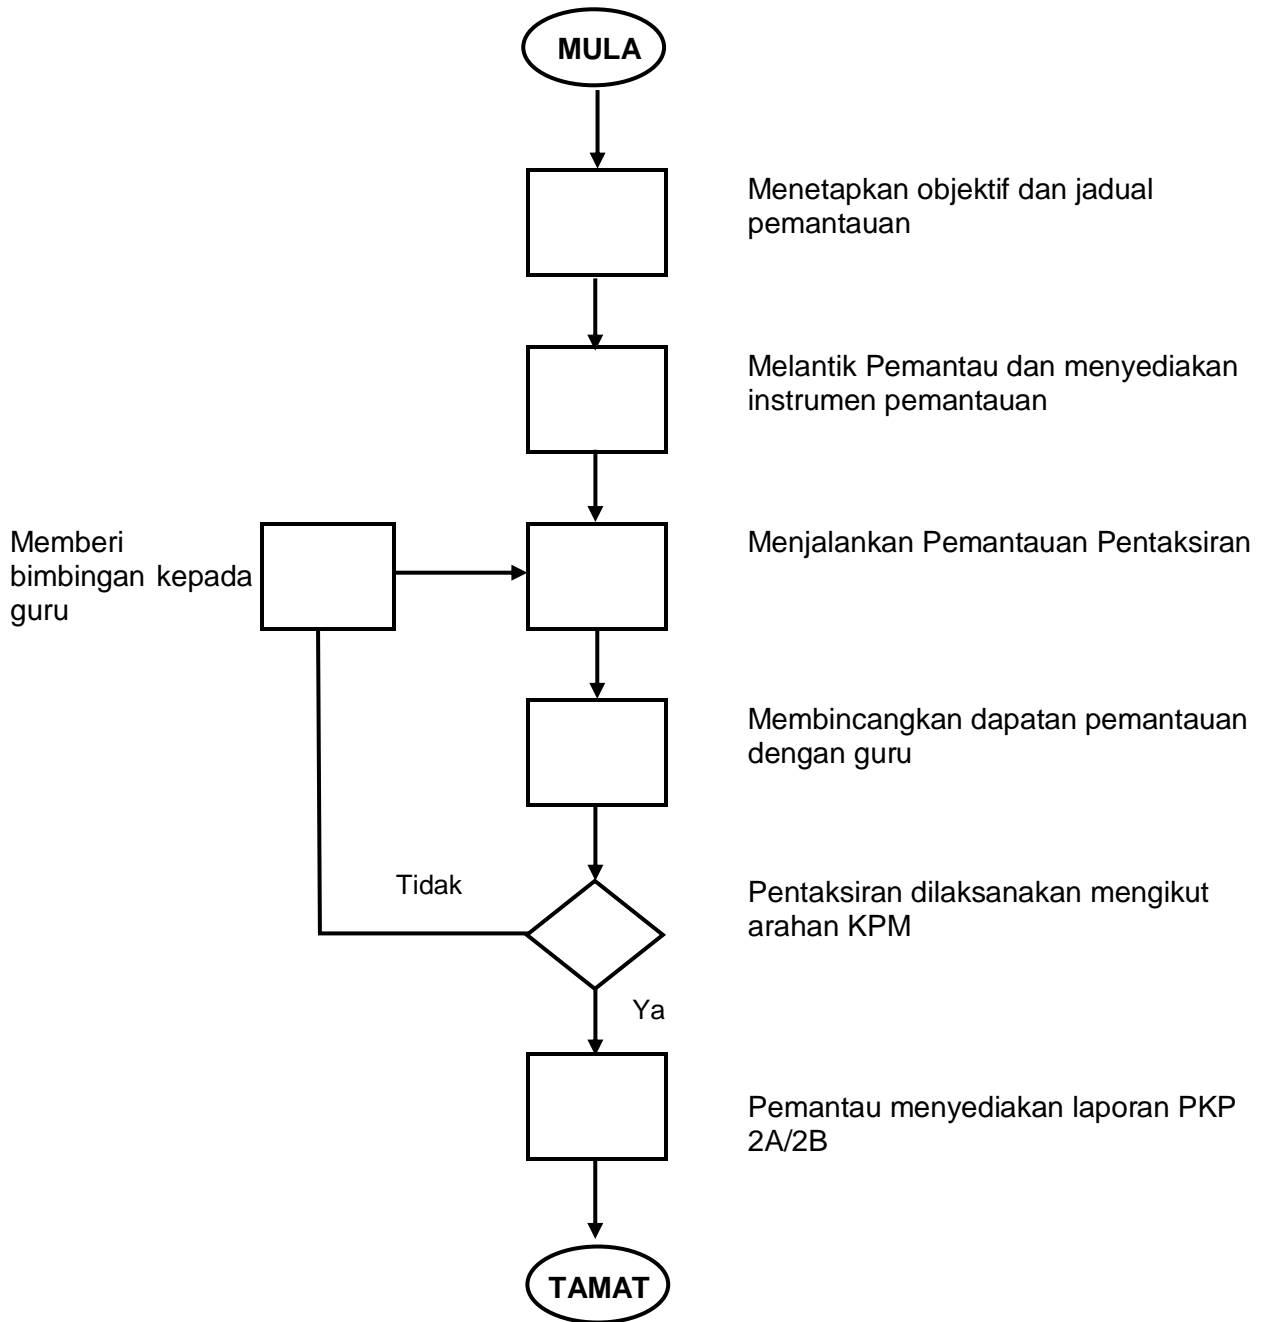 MULA
Menetapkan objektif dan jadual
pemantauan
Melantik Pemantau dan menyediakan
instrumen pemantauan
Memberi
bimbingan kepada
guru
Menjalankan Pemantauan Pentaksiran
Membincangkan dapatan pemantauan
dengan guru
Tidak
Pentaksiran dilaksanakan mengikut
arahan KPM
Ya
Pemantau menyediakan laporan PKP
2A/2B
TAMAT